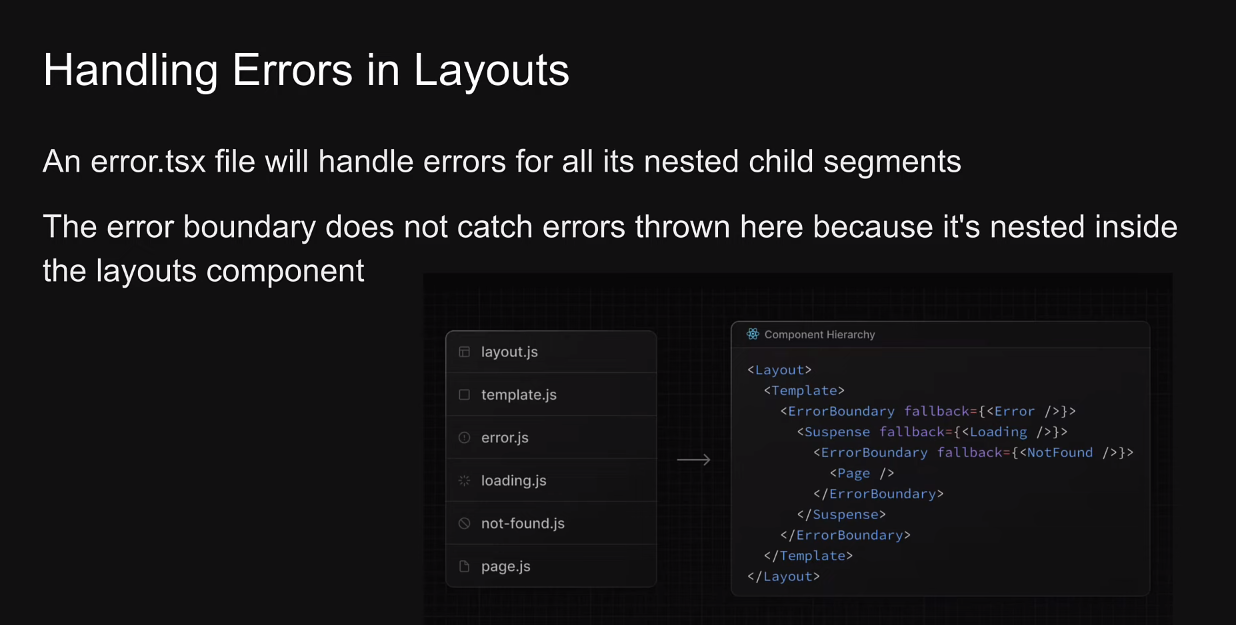 Handling Errors in Layouts
An error.tsx file will handle errors for all its nested child segments
The error boundary does not catch errors thrown here because it's nested inside
the layouts component
layout.js
template.js
error.js
loading.js
not-found.js
page.js
Component Hierarchy
<Layout>
<Template>
<ErrorBoundary fallback={<Error />}>
<Suspense fallback={<Loading />}>
<ErrorBoundary fallback={<NotFound />}>
<Page />
</ErrorBoundary>
</Suspense>
</ErrorBoundary>
</Template>
</Layout>